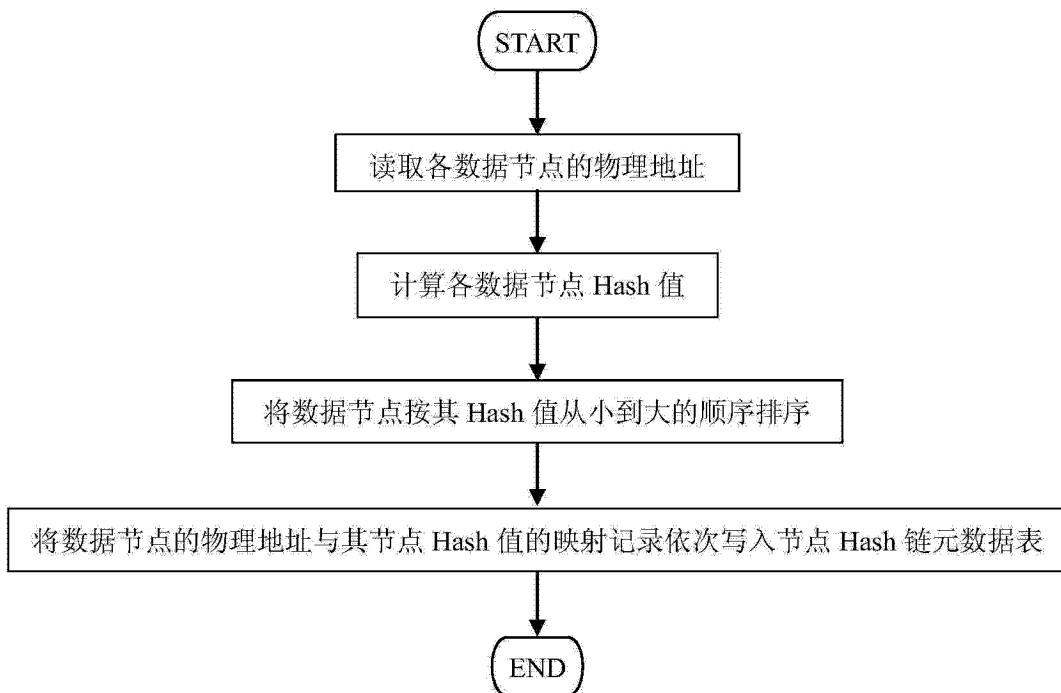 START
读取各数据节点的物理地址
计算各数据节点 Hash 值
将数据节点按其 Hash 值从小到大的顺序排序
将数据节点的物理地址与其节点 Hash 值的映射记录依次写入节点 Hash 链元数据表
END